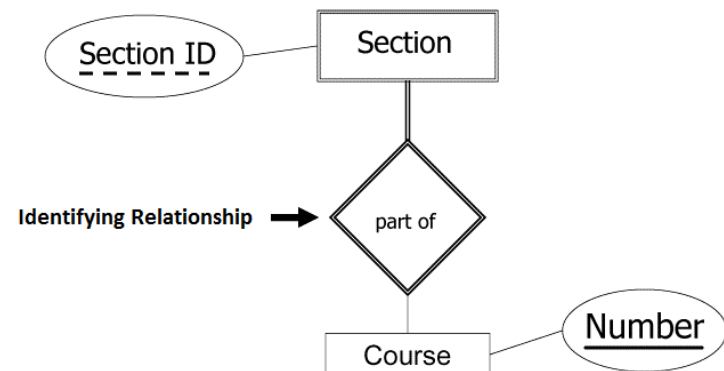 Section ID
Section
Identifying Relationship
part of
Number
Course